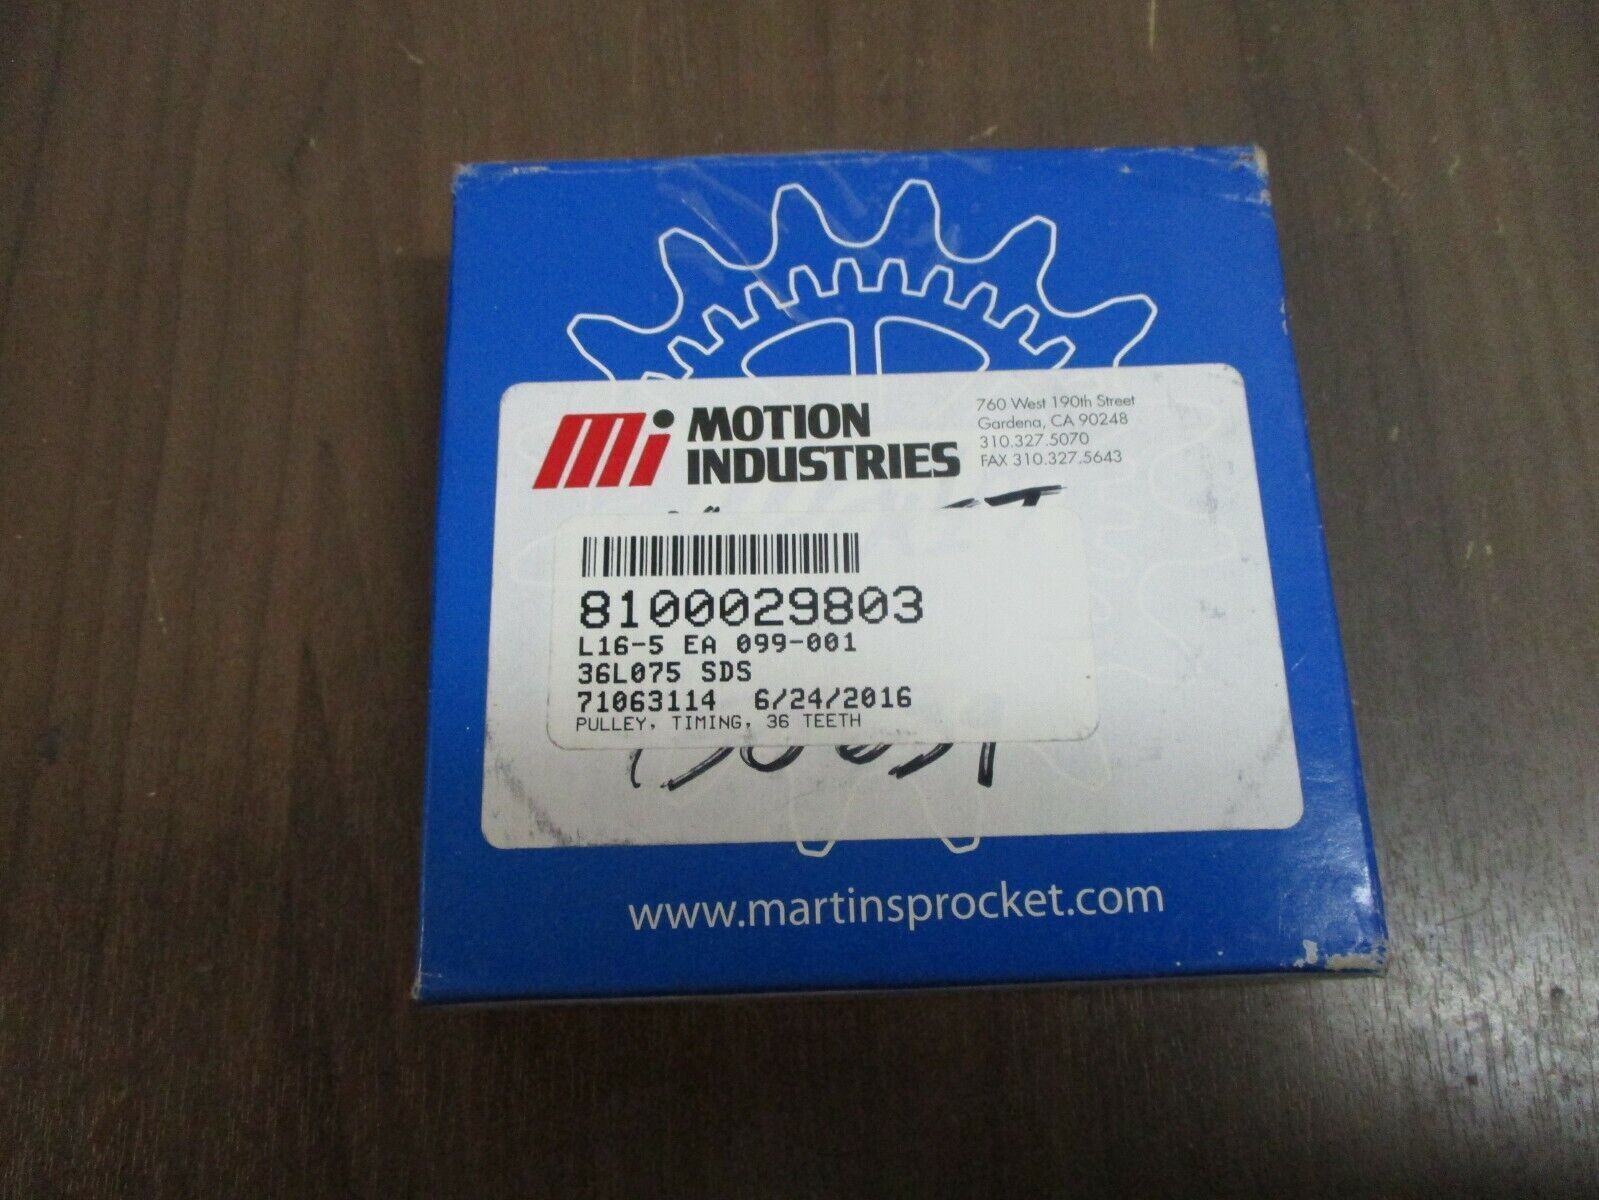 mi MOTION INDUSTRIES
760 West 190th Street
Gardena, CA 90248
310.327.5070
FAX 310.327.5643
8100029803
L16-5 EA 099-001
36L075 SDS
71063114 6/24/2016
PULLEY, TIMING, 36 TEETH
www.martinsprocket.com